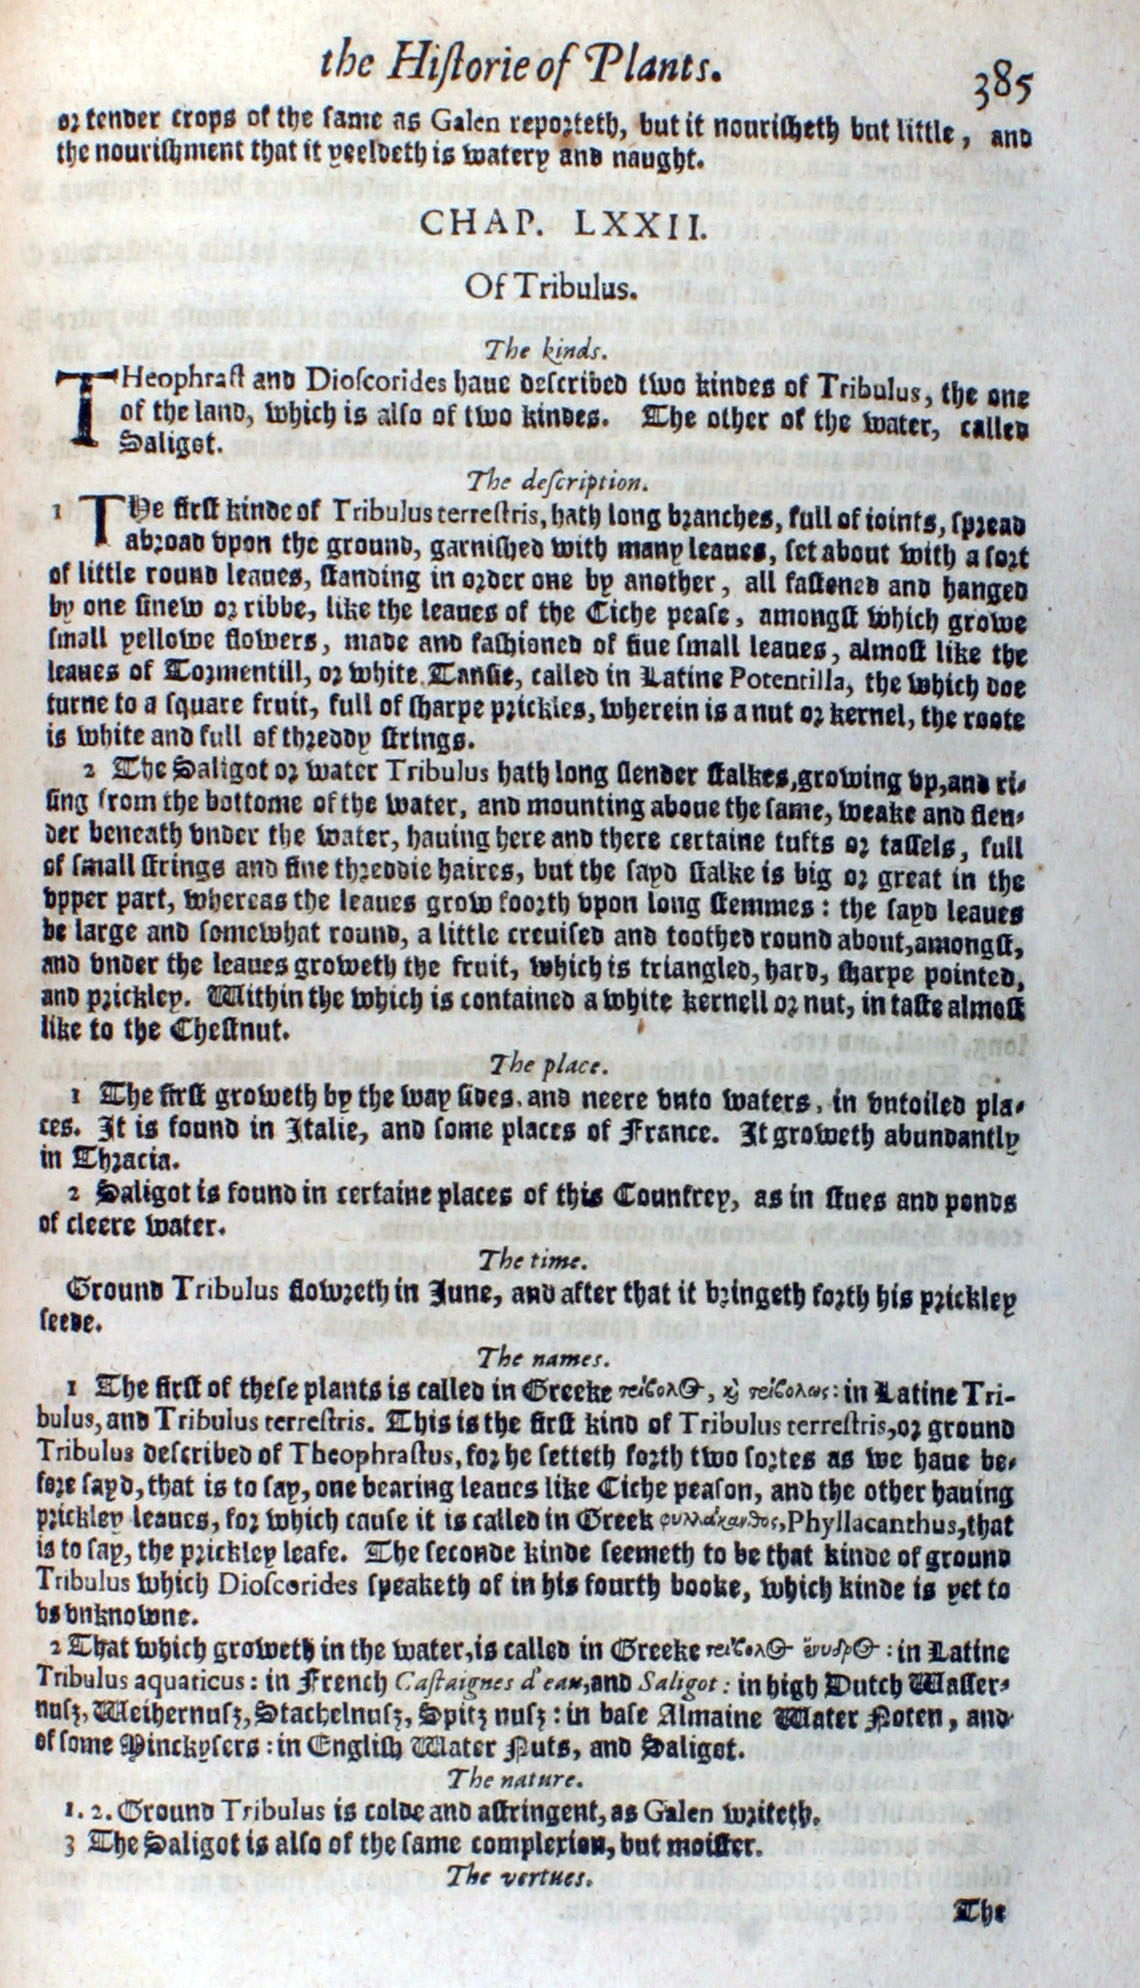 the Hiſtorie of Plants.
385
or tender crops of the ſame as Galen reporteth, but it nouriſheth but little, and
the nouriſhment that it yeeldeth is watery and naught.
CHAP. LXXII.
Of Tribulus.
The kinds.
THeophraſt and Dioſcorides haue deſcribed two kindes of Tribulus, the one
of the land, which is alſo of two kindes. The other of the water, called
Saligot.
The deſcription.
1 THe firſt kinde of Tribulus terreſtris, hath long branches, full of ioints, ſpread
abroad vpon the ground, garniſhed with many leaues, ſet about with a ſort
of little round leaues, ſtanding in order one by another, all faſtened and hanged
by one ſinew or ribbe, like the leaues of the Ciche peaſe, amongſt which growe
ſmall yellowe flowers, made and faſhioned of fiue ſmall leaues, almoſt like the
leaues of Tormentill, or white Tanſie, called in Latine Potentilla, the which doe
turne to a ſquare fruit, full of ſharpe prickles, wherein is a nut or kernel, the roote
is white and full of threddy ſtrings.
2 The Saligot or water Tribulus hath long ſlender ſtalkes, growing vp, and ri-
ſing from the bottome of the water, and mounting aboue the ſame, weake and ſlen-
der beneath vnder the water, hauing here and there certaine tufts or taſſels, full
of ſmall ſtrings and fine threddie haires, but the ſayd ſtalke is big or great in the
vpper part, whereas the leaues grow foorth vpon long ſtemmes: the ſayd leaues
be large and ſomewhat round, a little creuiſed and toothed round about, amongſt,
and vnder the leaues groweth the fruit, which is triangled, hard, ſharpe pointed,
and prickley. Within the which is contained a white kernell or nut, in taſte almoſt
like to the Cheſtnut.
The place.
1 The firſt groweth by the way ſides, and neere vnto waters, in vntoiled pla-
ces. It is found in Italie, and ſome places of France. It groweth abundantly
in Thracia.
2 Saligot is found in certaine places of this Countrey, as in ſtues and ponds
of cleere water.
The time.
Ground Tribulus flowreth in June, and after that it bringeth forth his prickley
ſeede.
The names.
1 The firſt of theſe plants is called in Greeke τρίβολος, ϗ τρίβολως: in Latine Tri-
bulus, and Tribulus terreſtris. This is the firſt kind of Tribulus terreſtris, or ground
Tribulus deſcribed of Theophraſtus, for he ſetteth forth two ſortes as we haue be-
fore ſayd, that is to ſay, one bearing leaues like Ciche peaſon, and the other hauing
prickley leaues, for which cauſe it is called in Greek φυλλάκανθος, Phyllacanthus, that
is to ſay, the prickley leafe. The ſeconde kinde ſeemeth to be that kinde of ground
Tribulus which Dioſcorides ſpeaketh of in his fourth booke, which kinde is yet to
vs vnknowne.
2 That which groweth in the water, is called in Greeke τρίβολος ἔνυδρος: in Latine
Tribulus aquaticus: in French Caſtaignes d'eau, and Saligot: in high Dutch Waſſer-
nuſz, Weihernuſz, Stachelnuſz, Spitz nuſz: in baſe Almaine Water Noten, and
of ſome Minckyſers: in Engliſh Water Nuts, and Saligot.
The nature.
1. 2. Ground Tribulus is colde and aſtringent, as Galen writeth.
3 The Saligot is alſo of the ſame complexion, but moiſter.
The vertues.
The